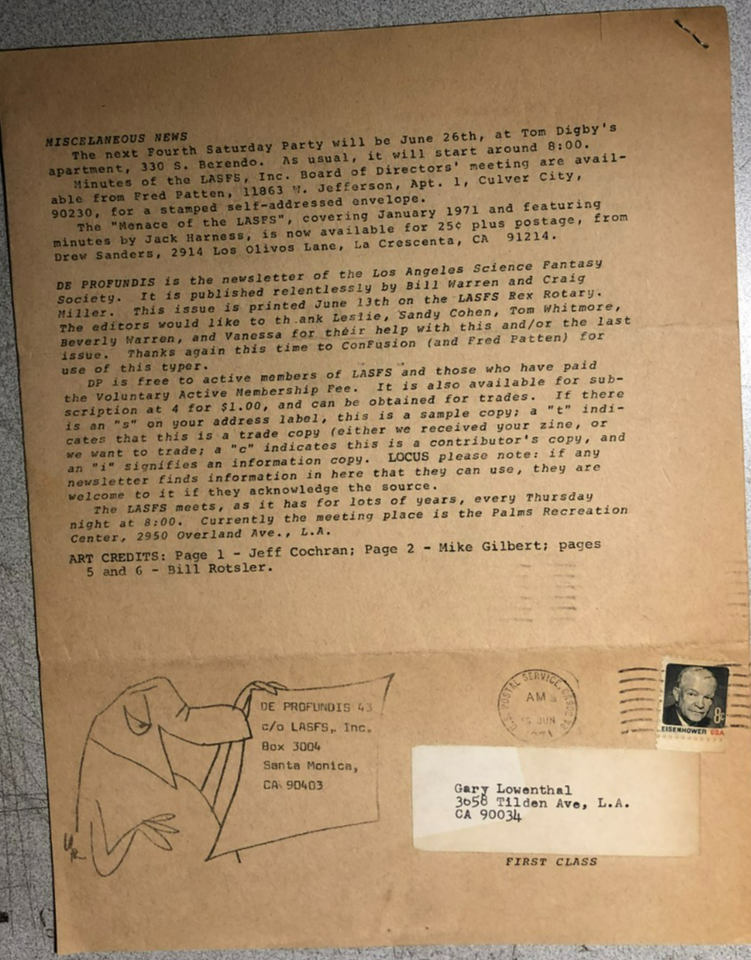 MISCELANEOUS NEWS
The next Fourth Saturday Party will be June 26th, at Tom Digby's
apartment, 330 S. Berendo. As usual, it will start around 8:00.
Minutes of the LASFS, Inc. Board of Directors' meeting are avail-
able from Fred Patten, 11863 W. Jefferson, Apt. 1, Culver City,
90230, for a stamped self-addressed envelope.
The "Menace of the LASFS", covering January 1971 and featuring
minutes by Jack Harness, is now available for 25¢ plus postage, from
Drew Sanders, 2914 Los Olivos Lane, La Crescenta, CA 91214.
DE PROFUNDIS is the newsletter of the Los Angeles Science Fantasy
Society. It is published relentlessly by Bill Warren and Craig
Miller. This issue is printed June 13th on the LASFS Rex Rotary.
The editors would like to th ank Leslie, Sandy Cohen, Tom Whitmore,
Beverly Warren, and Vanessa for their help with this and/or the last
issue. Thanks again this time to ConFusion (and Fred Patten) for
use of this typer.
DP is free to active members of LASFS and those who have paid
the Voluntary Active Membership Fee. It is also available for sub-
scription at 4 for $1.00, and can be obtained for trades. If there
is an "s" on your address label, this is a sample copy; a "t" indi-
cates that this is a trade copy (either we received your zine, or
we want to trade; a "c" indicates this is a contributor's copy, and
an "i" signifies an information copy. LOCUS please note: if any
newsletter finds information in here that they can use, they are
welcome to it if they acknowledge the source.
The LASFS meets, as it has for lots of years, every Thursday
night at 8:00. Currently the meeting place is the Palms Recreation
Center, 2950 Overland Ave., L.A.
ART CREDITS: Page 1 - Jeff Cochran; Page 2 - Mike Gilbert; pages
5 and 6 - Bill Rotsler.
DE PROFUNDIS 43
c/o LASFS, Inc.
Box 3004
Santa Monica,
CA 90403
U.S. POSTAL SERVICE
AM
JUN
1971
8¢
EISENHOWER USA
Gary Lowenthal
3658 Tilden Ave, L.A.
CA 90034
FIRST CLASS